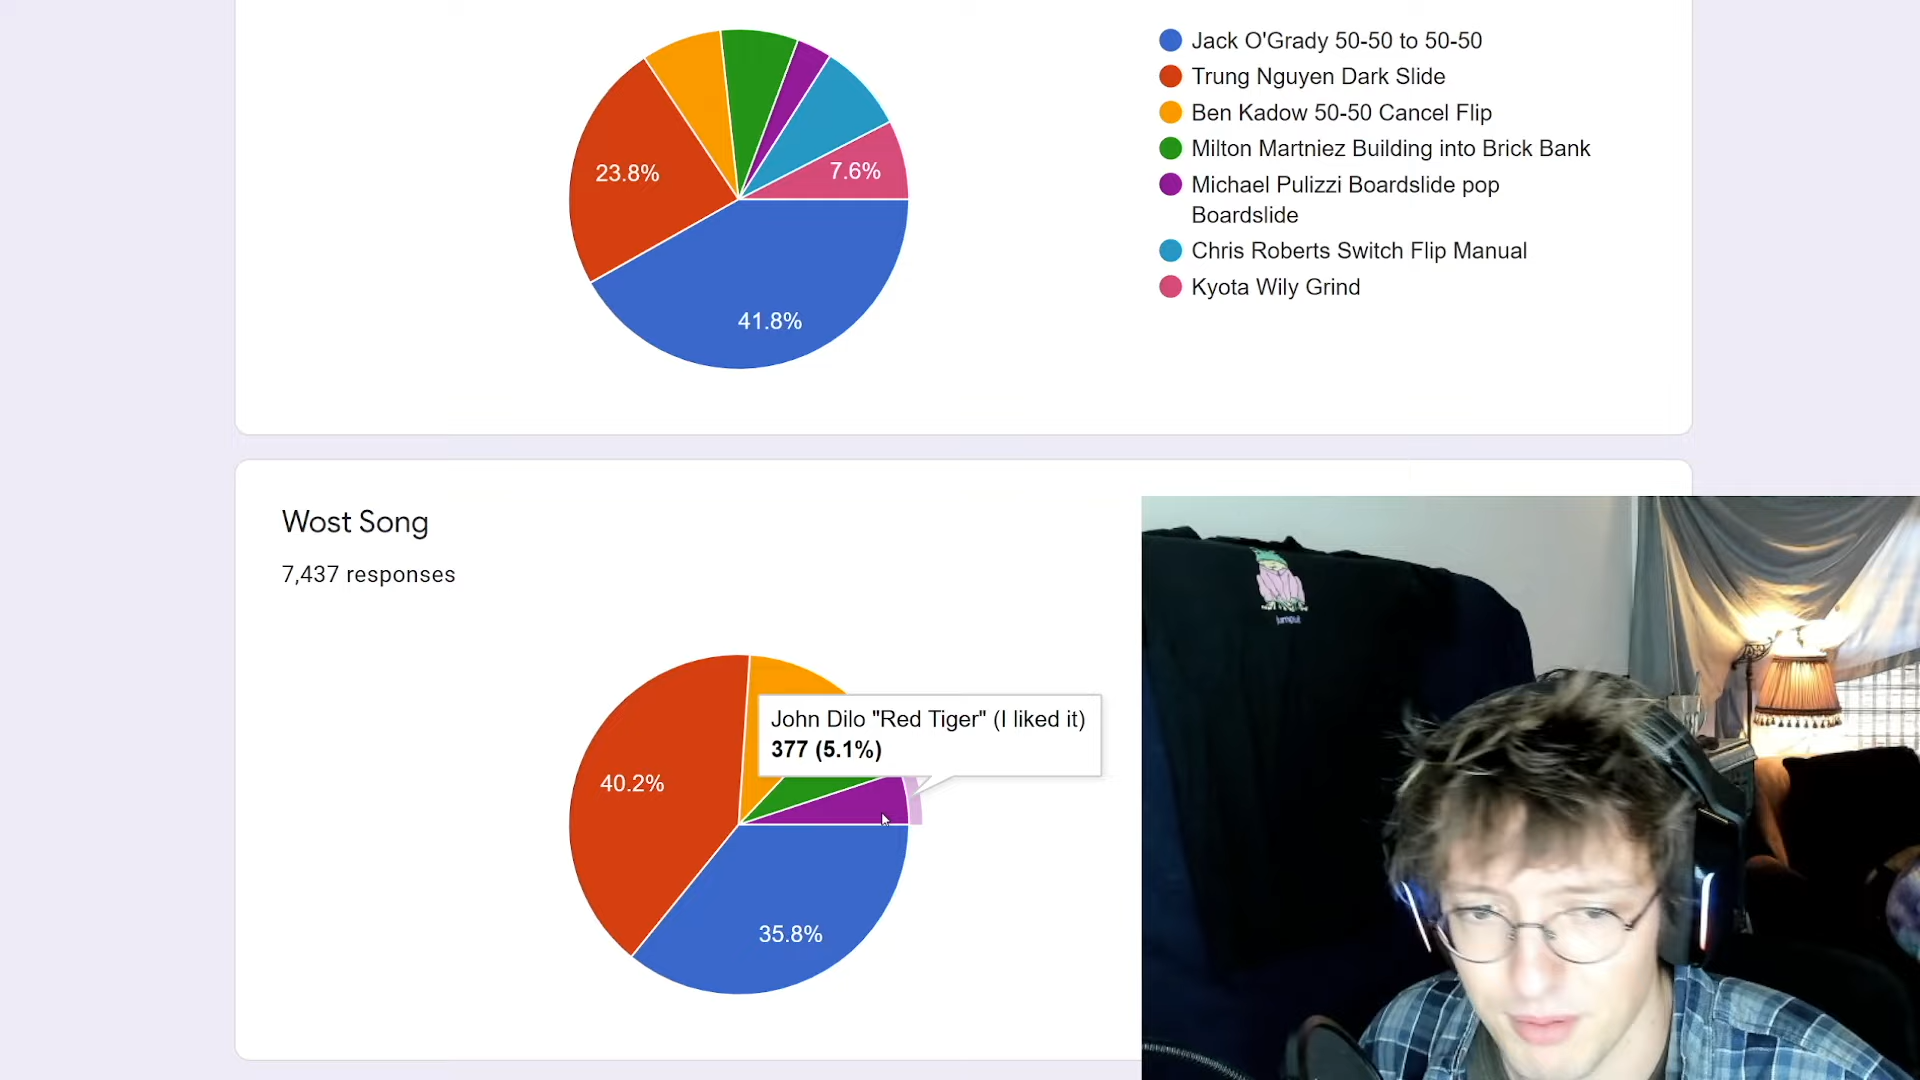 Jack O'Grady 50-50 to 50-50
Trung Nguyen Dark Slide
Ben Kadow 50-50 Cancel Flip
Milton Martniez Building into Brick Bank
Michael Pulizzi Boardslide pop
Boardslide
Chris Roberts Switch Flip Manual
Kyota Wily Grind
23.8%
7.6%
41.8%
Wost Song
7,437 responses
John Dilo "Red Tiger" (I liked it)
377 (5.1%)
40.2%
35.8%